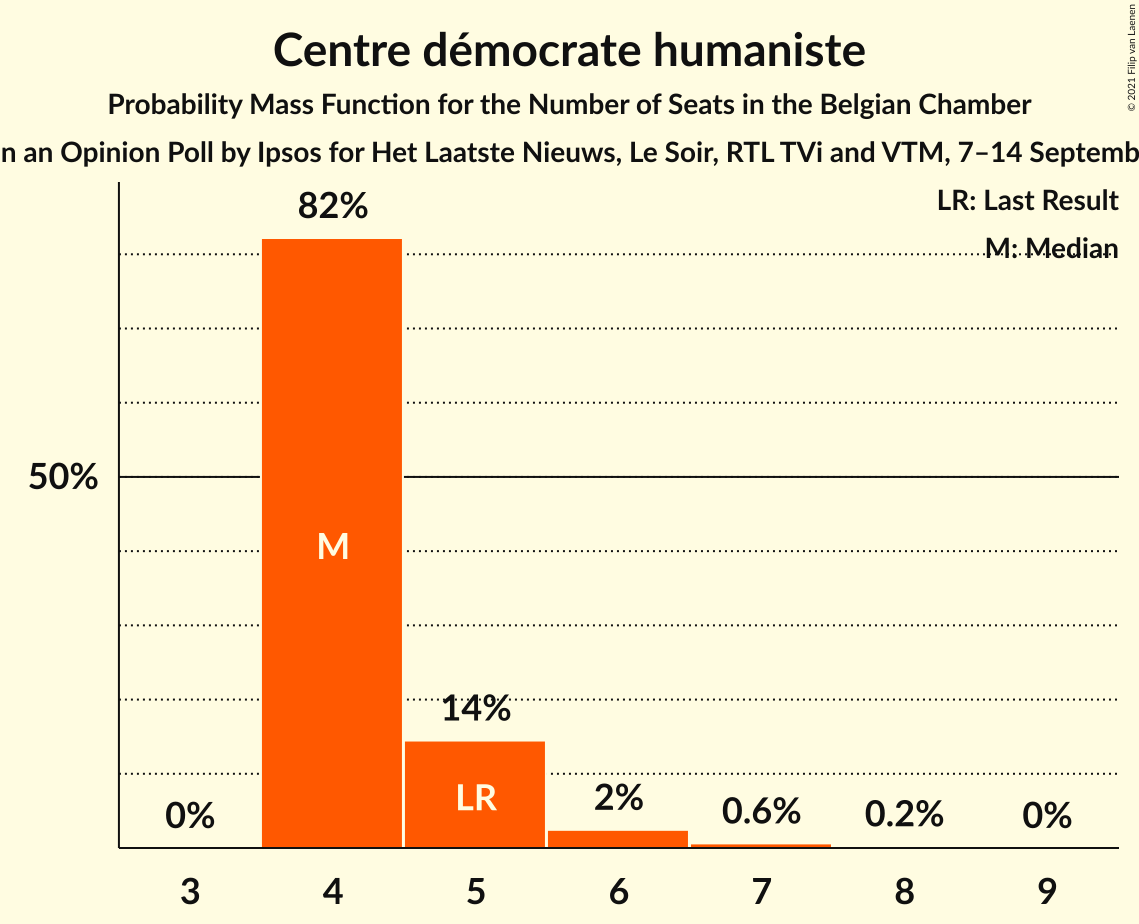 Centre démocrate humaniste
Probability Mass Function for the Number of Seats in the Belgian Chamber
an Opinion Poll by Ipsos for Het Laatste Nieuws, Le Soir, RTL TVi and VTM, 7–14
LR: Last Result
M: Median
82%
50%
M
14%
LR
0%
2%
0.6%
0.2%
0%
3 4 5 6 7 8 9
© 2021 Filip van Laenen